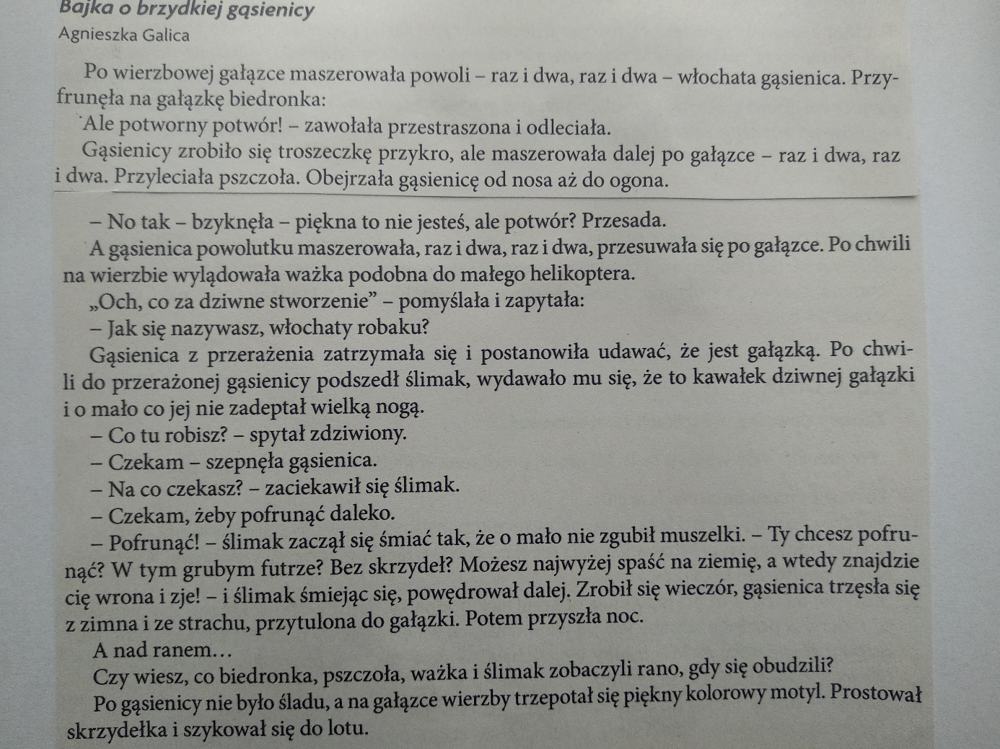 Bajka o brzydkiej gąsienicy
Agnieszka Galica
Po wierzbowej gałązce maszerowała powoli – raz i dwa, raz i dwa – włochata gąsienica. Przy-
frunęła na gałązkę biedronka:
Ale potworny potwór! – zawołała przestraszona i odleciała.
Gąsienicy zrobiło się troszeczkę przykro, ale maszerowała dalej po gałązce – raz i dwa, raz
i dwa. Przyleciała pszczoła. Obejrzała gąsienicę od nosa aż do ogona.
– No tak – bzyknęła – piękna to nie jesteś, ale potwór? Przesada.
A gąsienica powolutku maszerowała, raz i dwa, raz i dwa, przesuwała się po gałązce. Po chwili
na wierzbie wylądowała ważka podobna do małego helikoptera.
„Och, co za dziwne stworzenie” – pomyślała i zapytała:
– Jak się nazywasz, włochaty robaku?
Gąsienica z przerażenia zatrzymała się i postanowiła udawać, że jest gałązką. Po chwi-
li do przerażonej gąsienicy podszedł ślimak, wydawało mu się, że to kawałek dziwnej gałązki
i o mało co jej nie zadeptał wielką nogą.
– Co tu robisz? – spytał zdziwiony.
– Czekam – szepnęła gąsienica.
– Na co czekasz? – zaciekawił się ślimak.
– Czekam, żeby pofrunąć daleko.
– Pofrunąć! – ślimak zaczął się śmiać tak, że o mało nie zgubił muszelki. – Ty chcesz pofru-
nąć? W tym grubym futrze? Bez skrzydeł? Możesz najwyżej spaść na ziemię, a wtedy znajdzie
cię wrona i zje! – i ślimak śmiejąc się, powędrował dalej. Zrobił się wieczór, gąsienica trzęsła się
z zimna i ze strachu, przytulona do gałązki. Potem przyszła noc.
A nad ranem…
Czy wiesz, co biedronka, pszczoła, ważka i ślimak zobaczyli rano, gdy się obudzili?
Po gąsienicy nie było śladu, a na gałązce wierzby trzepotał się piękny kolorowy motyl. Prostował
skrzydełka i szykował się do lotu.